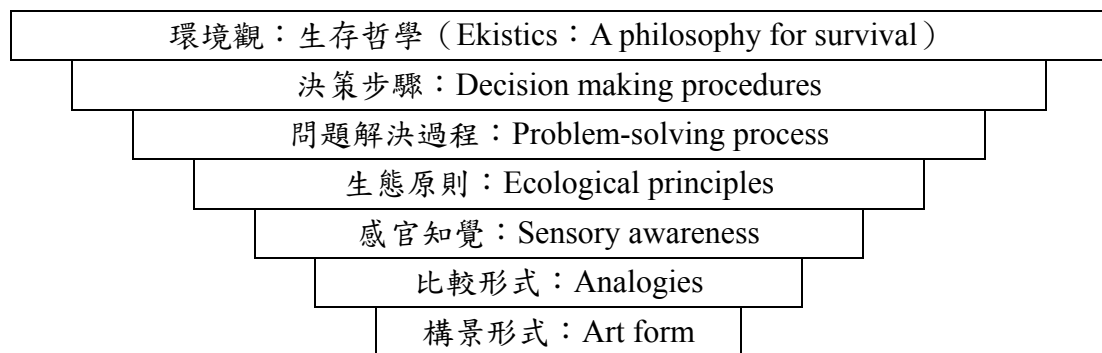 環境觀：生存哲學（Ekistics：A philosophy for survival）
決策步驟：Decision making procedures
問題解決過程：Problem-solving process
生態原則：Ecological principles
感官知覺：Sensory awareness
比較形式：Analogies
構景形式：Art form